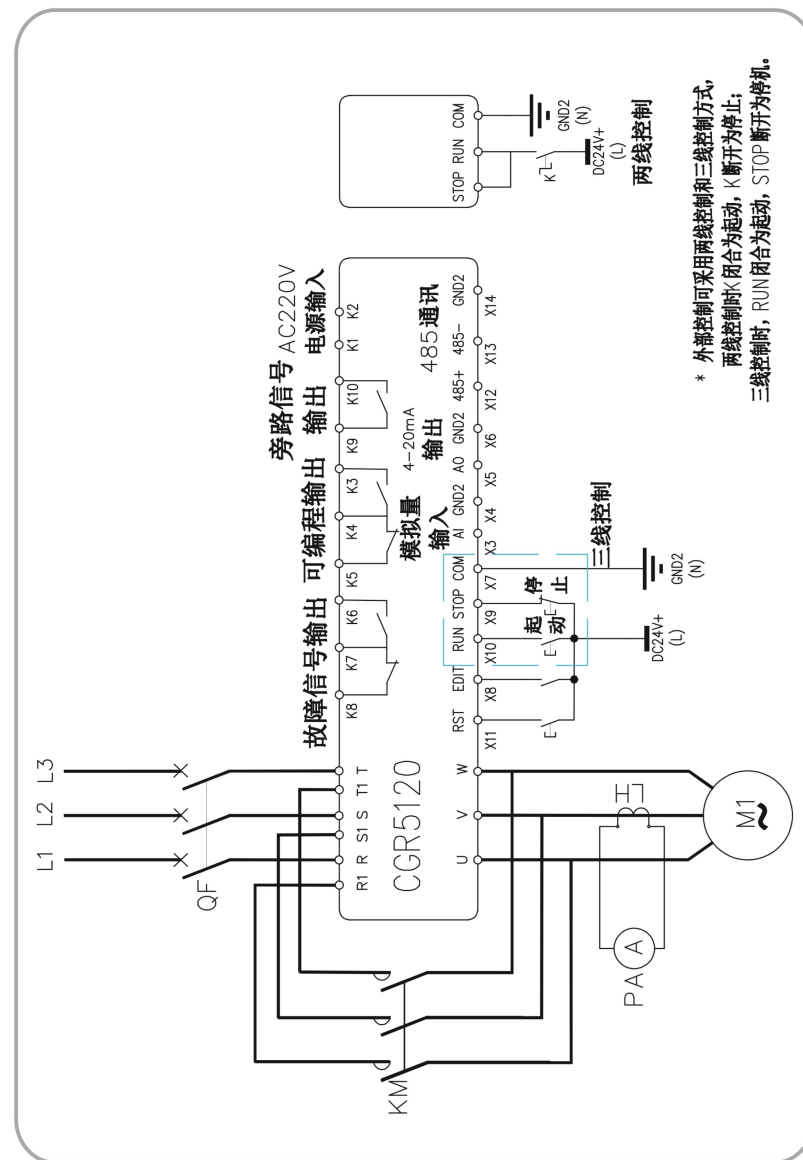 L1 L2 L3
QF
故障信号输出 可编程输出 旁路信号 AC220V
输出 电源输入
R1 R S1 S T1 T K8 K7 K6 K5 K4 K3 K9 K10 K1 K2
CGR5120
模拟量
输入
4-20mA
输出
485通讯
U V W RST EDIT RUN STOP COM AI GND2 AO GND2 485+ 485- GND2
X11 X8 X10 X9 X7 X3 X4 X5 X6 X12 X13 X14
起动
停止
三线控制
DC24V+
(L)
GND2
(N)
KM
PA
A
M1
~
STOP RUN COM
K
DC24V+
(L)
GND2
(N)
两线控制
* 外部控制可采用两线控制和三线控制方式,
两线控制时K闭合为起动, K断开为停止;
三线控制时, RUN闭合为起动, STOP断开为停机。